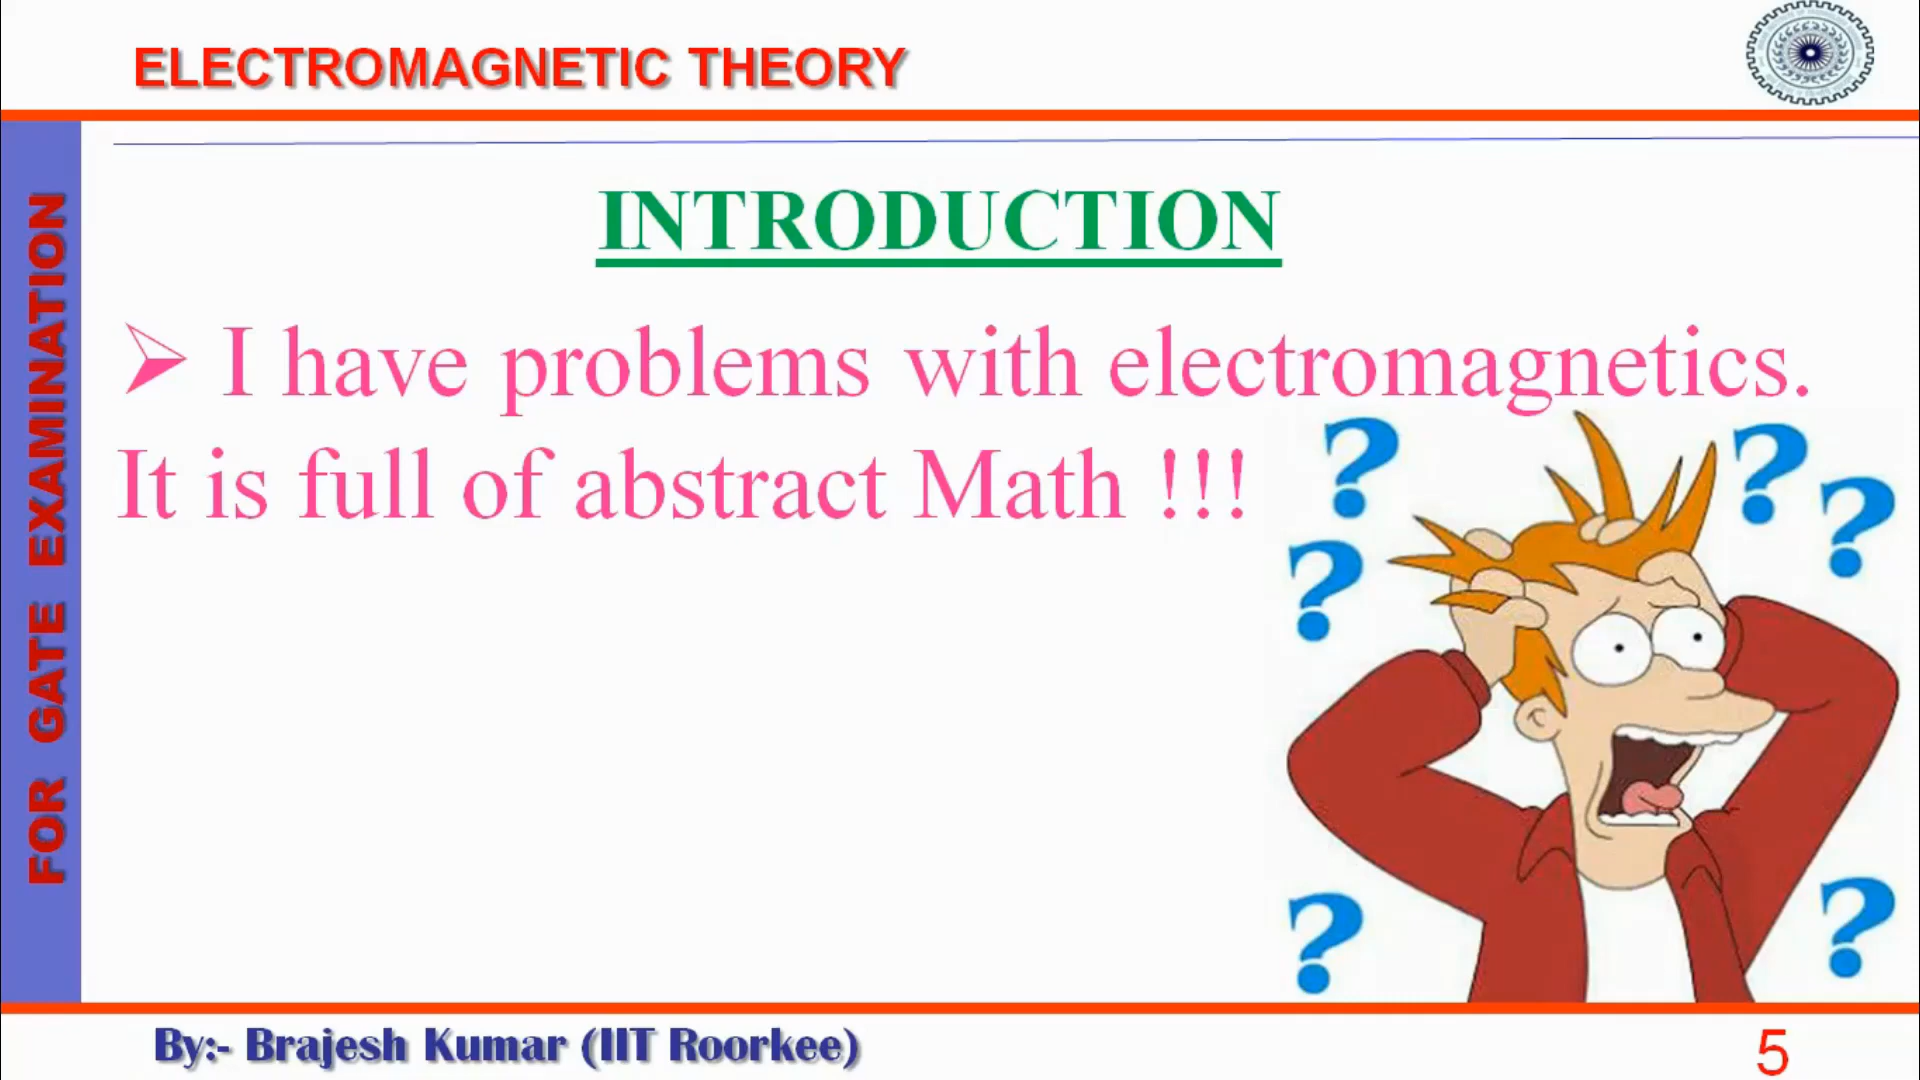 ELECTROMAGNETIC THEORY
FOR GATE EXAMINATION
INTRODUCTION
➢ I have problems with electromagnetics.
It is full of abstract Math !!!
? ? ? ? ? ?
By:- Brajesh Kumar (IIT Roorkee)
5